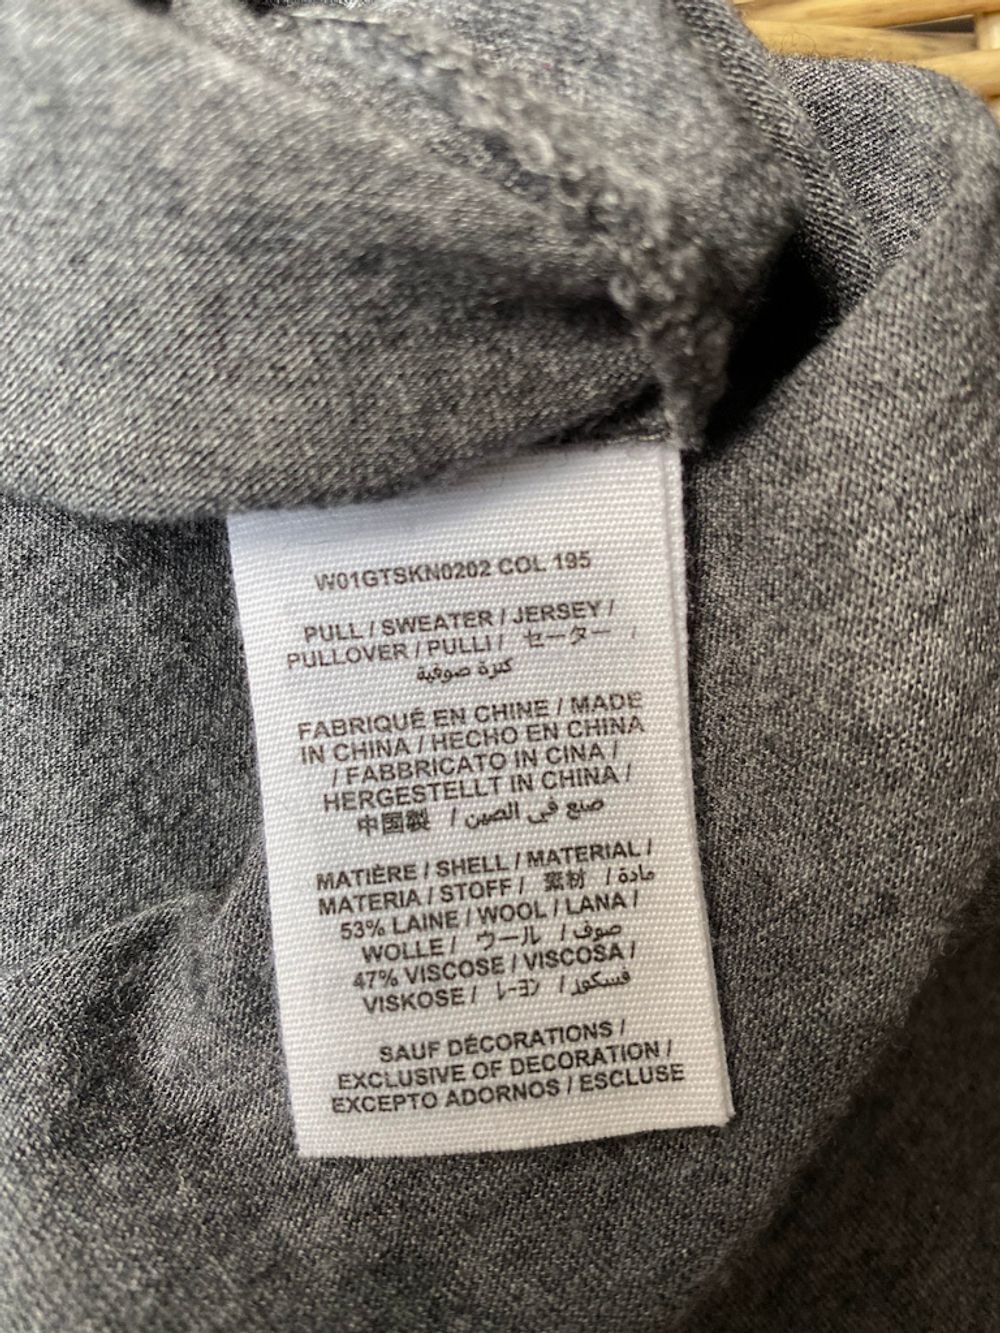 W01GTSKN0202 COL 195
PULL / SWEATER / JERSEY /
PULLOVER / PULLI / セーター /
كنزة صوفية
FABRIQUÉ EN CHINE / MADE
IN CHINA / HECHO EN CHINA
/ FABBRICATO IN CINA /
HERGESTELLT IN CHINA /
中国製 / صنع في الصين
MATIÈRE / SHELL / MATERIAL /
MATERIA / STOFF / 素材 / مادة
53% LAINE / WOOL / LANA /
WOLLE / ウール / صوف
47% VISCOSE / VISCOSA /
VISKOSE / レーヨン / فسكوز
SAUF DÉCORATIONS /
EXCLUSIVE OF DECORATION /
EXCEPTO ADORNOS / ESCLUSE